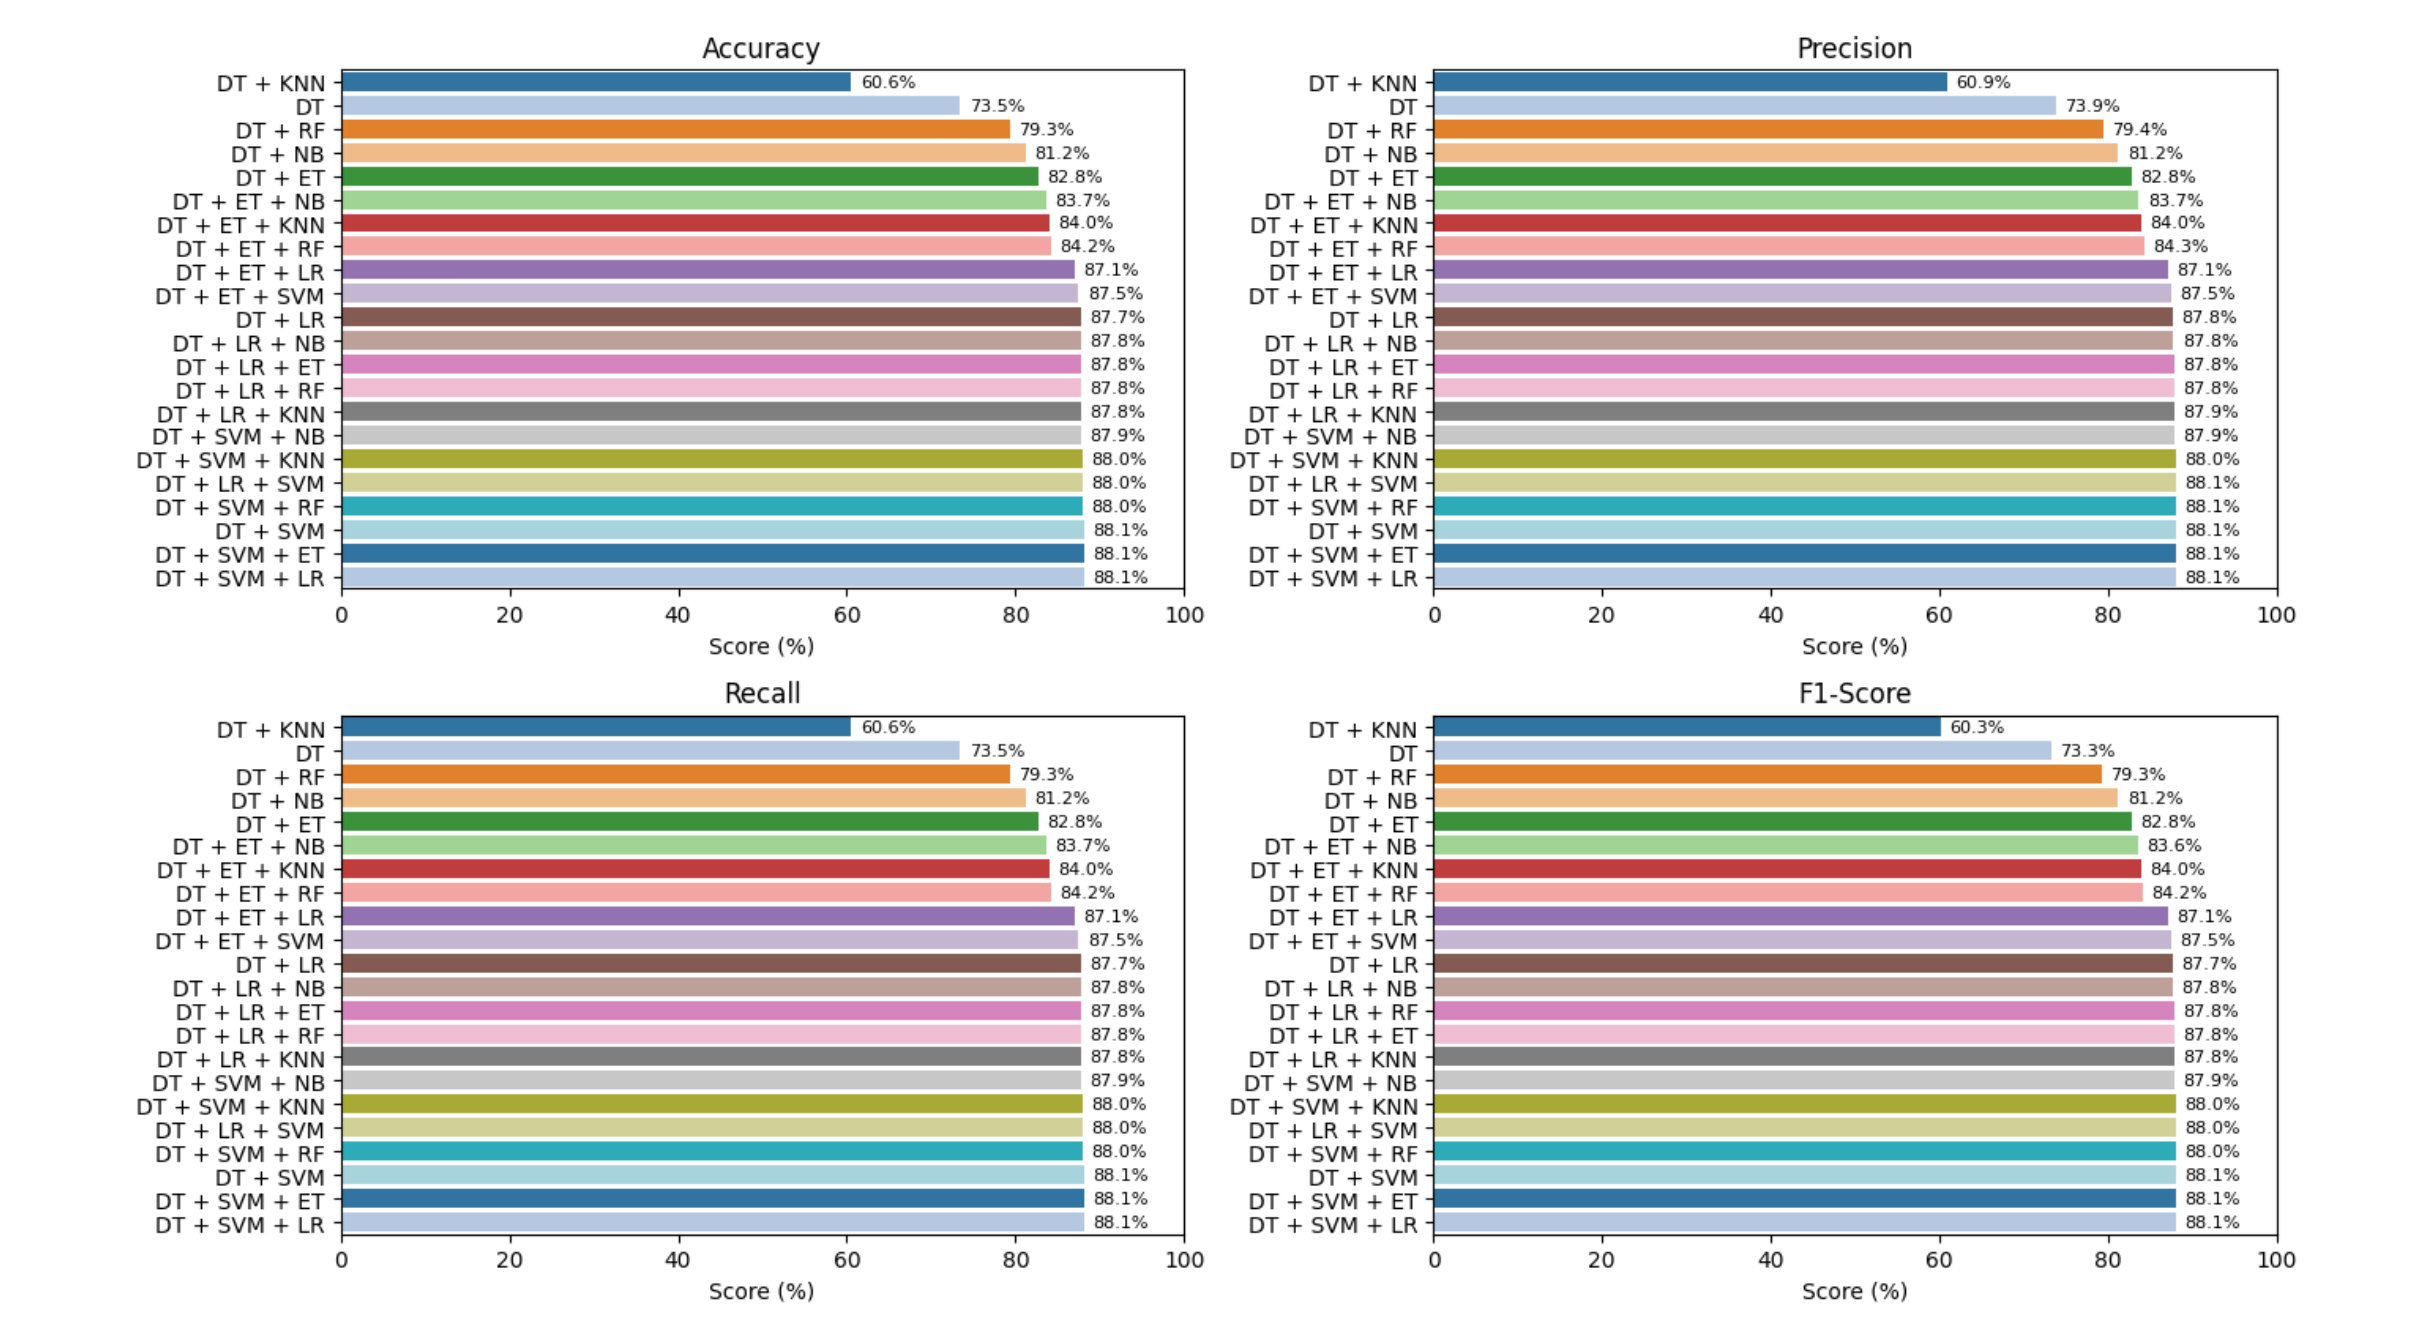 Accuracy
DT + KNN 60.6%
DT 73.5%
DT + RF 79.3%
DT + NB 81.2%
DT + ET 82.8%
DT + ET + NB 83.7%
DT + ET + KNN 84.0%
DT + ET + RF 84.2%
DT + ET + LR 87.1%
DT + ET + SVM 87.5%
DT + LR 87.7%
DT + LR + NB 87.8%
DT + LR + ET 87.8%
DT + LR + RF 87.8%
DT + LR + KNN 87.8%
DT + SVM + NB 87.9%
DT + SVM + KNN 88.0%
DT + LR + SVM 88.0%
DT + SVM + RF 88.0%
DT + SVM 88.1%
DT + SVM + ET 88.1%
DT + SVM + LR 88.1%
0 20 40 60 80 100
Score (%)
Precision
DT + KNN 60.9%
DT 73.9%
DT + RF 79.4%
DT + NB 81.2%
DT + ET 82.8%
DT + ET + NB 83.7%
DT + ET + KNN 84.0%
DT + ET + RF 84.3%
DT + ET + LR 87.1%
DT + ET + SVM 87.5%
DT + LR 87.8%
DT + LR + NB 87.8%
DT + LR + ET 87.8%
DT + LR + RF 87.8%
DT + LR + KNN 87.9%
DT + SVM + NB 87.9%
DT + SVM + KNN 88.0%
DT + LR + SVM 88.1%
DT + SVM + RF 88.1%
DT + SVM 88.1%
DT + SVM + ET 88.1%
DT + SVM + LR 88.1%
0 20 40 60 80 100
Score (%)
Recall
DT + KNN 60.6%
DT 73.5%
DT + RF 79.3%
DT + NB 81.2%
DT + ET 82.8%
DT + ET + NB 83.7%
DT + ET + KNN 84.0%
DT + ET + RF 84.2%
DT + ET + LR 87.1%
DT + ET + SVM 87.5%
DT + LR 87.7%
DT + LR + NB 87.8%
DT + LR + ET 87.8%
DT + LR + RF 87.8%
DT + LR + KNN 87.8%
DT + SVM + NB 87.9%
DT + SVM + KNN 88.0%
DT + LR + SVM 88.0%
DT + SVM + RF 88.0%
DT + SVM 88.1%
DT + SVM + ET 88.1%
DT + SVM + LR 88.1%
0 20 40 60 80 100
Score (%)
F1-Score
DT + KNN 60.3%
DT 73.3%
DT + RF 79.3%
DT + NB 81.2%
DT + ET 82.8%
DT + ET + NB 83.6%
DT + ET + KNN 84.0%
DT + ET + RF 84.2%
DT + ET + LR 87.1%
DT + ET + SVM 87.5%
DT + LR 87.7%
DT + LR + NB 87.8%
DT + LR + RF 87.8%
DT + LR + ET 87.8%
DT + LR + KNN 87.8%
DT + SVM + NB 87.9%
DT + SVM + KNN 88.0%
DT + LR + SVM 88.0%
DT + SVM + RF 88.0%
DT + SVM 88.1%
DT + SVM + ET 88.1%
DT + SVM + LR 88.1%
0 20 40 60 80 100
Score (%)